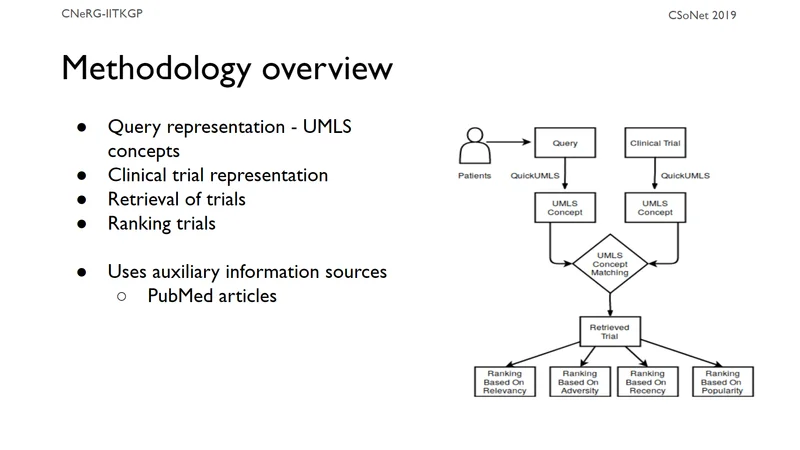 CNeRG-IITKGP
CSoNet 2019
Methodology overview
● Query representation - UMLS
concepts
● Clinical trial representation
● Retrieval of trials
● Ranking trials
● Uses auxiliary information sources
○ PubMed articles
Patients
Query
Clinical Trial
QuickUMLS
QuickUMLS
UMLS
Concept
UMLS
Concept
UMLS
Concept
Matching
Retrieved
Trial
Ranking
Based On
Relevancy
Ranking
Based On
Adversity
Ranking
Based On
Recency
Ranking
Based On
Popularity